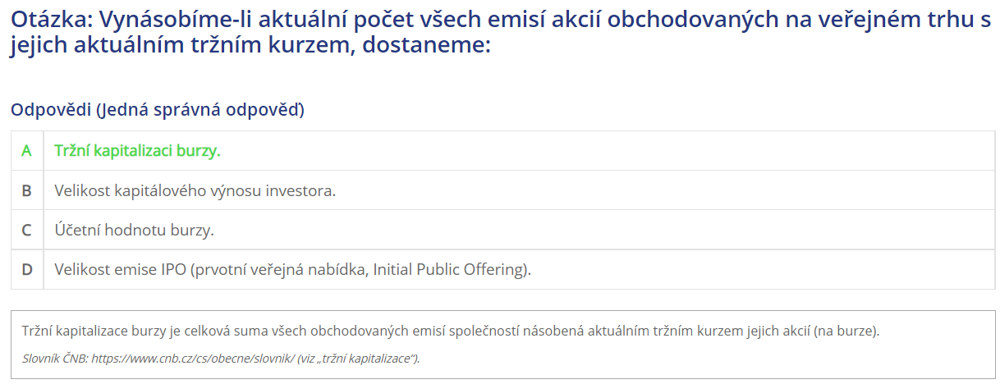 Otázka: Vynásobíme-li aktuální počet všech emisí akcií obchodovaných na veřejném trhu s
jejich aktuálním tržním kurzem, dostaneme:
Odpovědi (Jedná správná odpověď)
A Tržní kapitalizaci burzy.
B Velikost kapitálového výnosu investora.
C Účetní hodnotu burzy.
D Velikost emise IPO (prvotní veřejná nabídka, Initial Public Offering).
Tržní kapitalizace burzy je celková suma všech obchodovaných emisí společností násobená aktuálním tržním kurzem jejich akcií (na burze).
Slovník ČNB: https://www.cnb.cz/cs/obecne/slovnik/ (viz „tržní kapitalizace“).